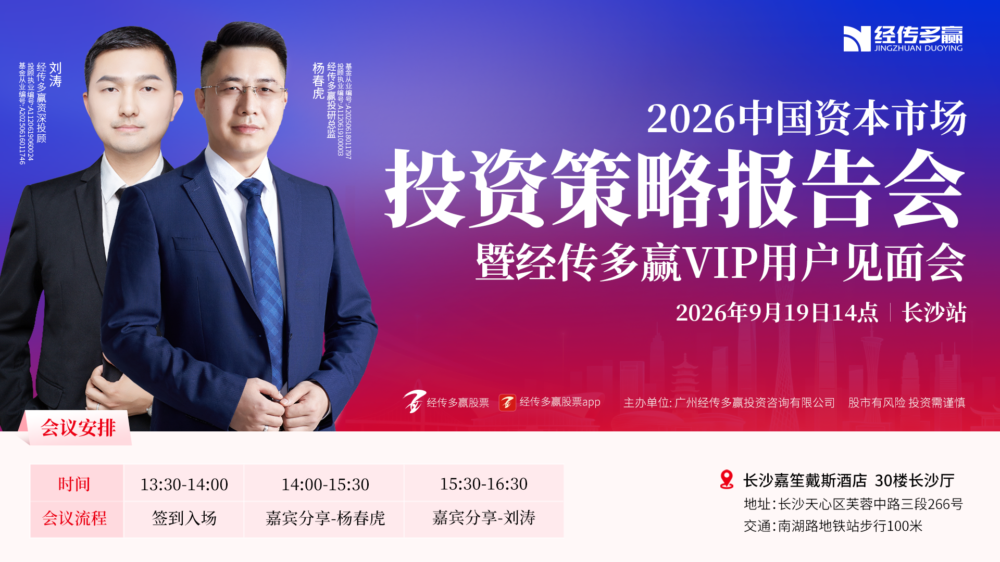 经传多赢
JINGZHUAN DUOYING
刘涛
经传多赢资深投顾
投顾执业编号:A1120619060024
基金从业编号:A20250616011746
杨春虎
经传多赢投研总监
投顾执业编号:A1120619100003
基金从业编号:A20250618011797
2026中国资本市场
投资策略报告会
暨经传多赢VIP用户见面会
2026年9月19日14点 | 长沙站
经传多赢股票 经传多赢股票app 主办单位: 广州经传多赢投资咨询有限公司 股市有风险 投资需谨慎
会议安排
时间 13:30-14:00 14:00-15:30 15:30-16:30
会议流程 签到入场 嘉宾分享-杨春虎 嘉宾分享-刘涛
长沙嘉笙戴斯酒店 30楼长沙厅
地址:长沙天心区芙蓉中路三段266号
交通:南湖路地铁站步行100米